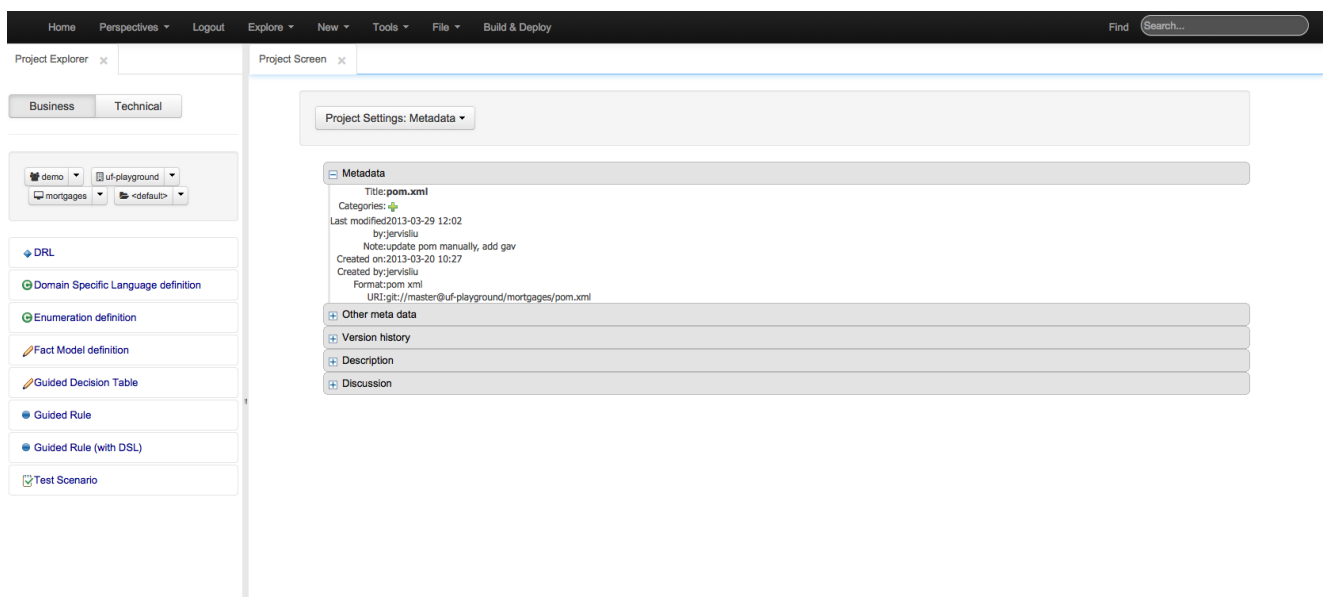 Home Perspectives Logout Explore New Tools File Build & Deploy Find Search...
Project Explorer
Project Screen
Business Technical
demo uf-playground
mortgages <default>
DRL
Domain Specific Language definition
Enumeration definition
Fact Model definition
Guided Decision Table
Guided Rule
Guided Rule (with DSL)
Test Scenario
Project Settings: Metadata
Metadata
Title:pom.xml
Categories:
Last modified2013-03-29 12:02
by:jervisliu
Note:update pom manually, add gav
Created on:2013-03-20 10:27
Created by:jervisliu
Format:pom xml
URI:git://master@uf-playground/mortgages/pom.xml
Other meta data
Version history
Description
Discussion